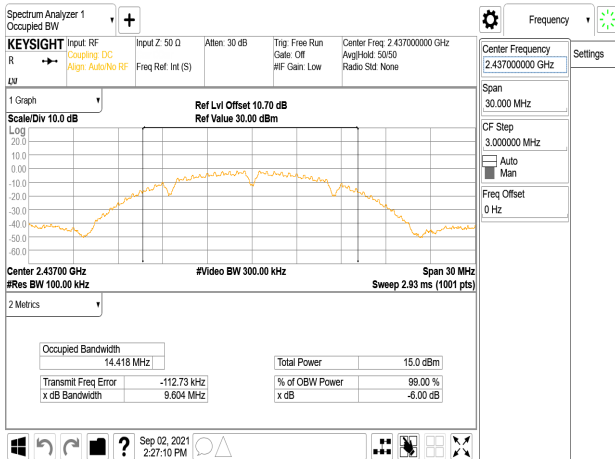 Spectrum Analyzer 1
Occupied BW
Frequency
KEYSIGHT
R
LXI
Input: RF
Coupling: DC
Align: Auto/No RF
Input Z: 50 Ω
Freq Ref: Int (S)
Atten: 30 dB
Trig: Free Run
Gate: Off
#IF Gain: Low
Center Freq: 2.437000000 GHz
Avg|Hold: 50/50
Radio Std: None
Center Frequency
2.437000000 GHz
Settings
Span
30.000 MHz
CF Step
3.000000 MHz
Auto
Man
Freq Offset
0 Hz
1 Graph
Scale/Div 10.0 dB
Ref Lvl Offset 10.70 dB
Ref Value 30.00 dBm
Log
20.0
10.0
0.00
-10.0
-20.0
-30.0
-40.0
-50.0
-60.0
Center 2.43700 GHz
#Video BW 300.00 kHz
Span 30 MHz
#Res BW 100.00 kHz
Sweep 2.93 ms (1001 pts)
2 Metrics
Occupied Bandwidth
14.418 MHz
Total Power 15.0 dBm
Transmit Freq Error -112.73 kHz
% of OBW Power 99.00 %
x dB Bandwidth 9.604 MHz
x dB -6.00 dB
?
Sep 02, 2021
2:27:10 PM